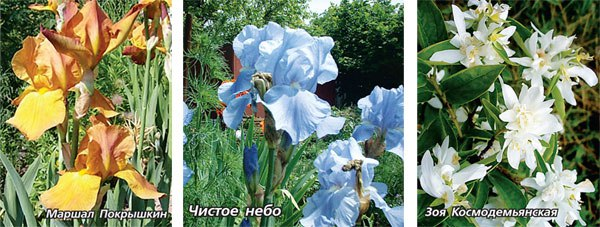 Маршал Покрышкин
Чистое небо
Зоя Космодемьянская